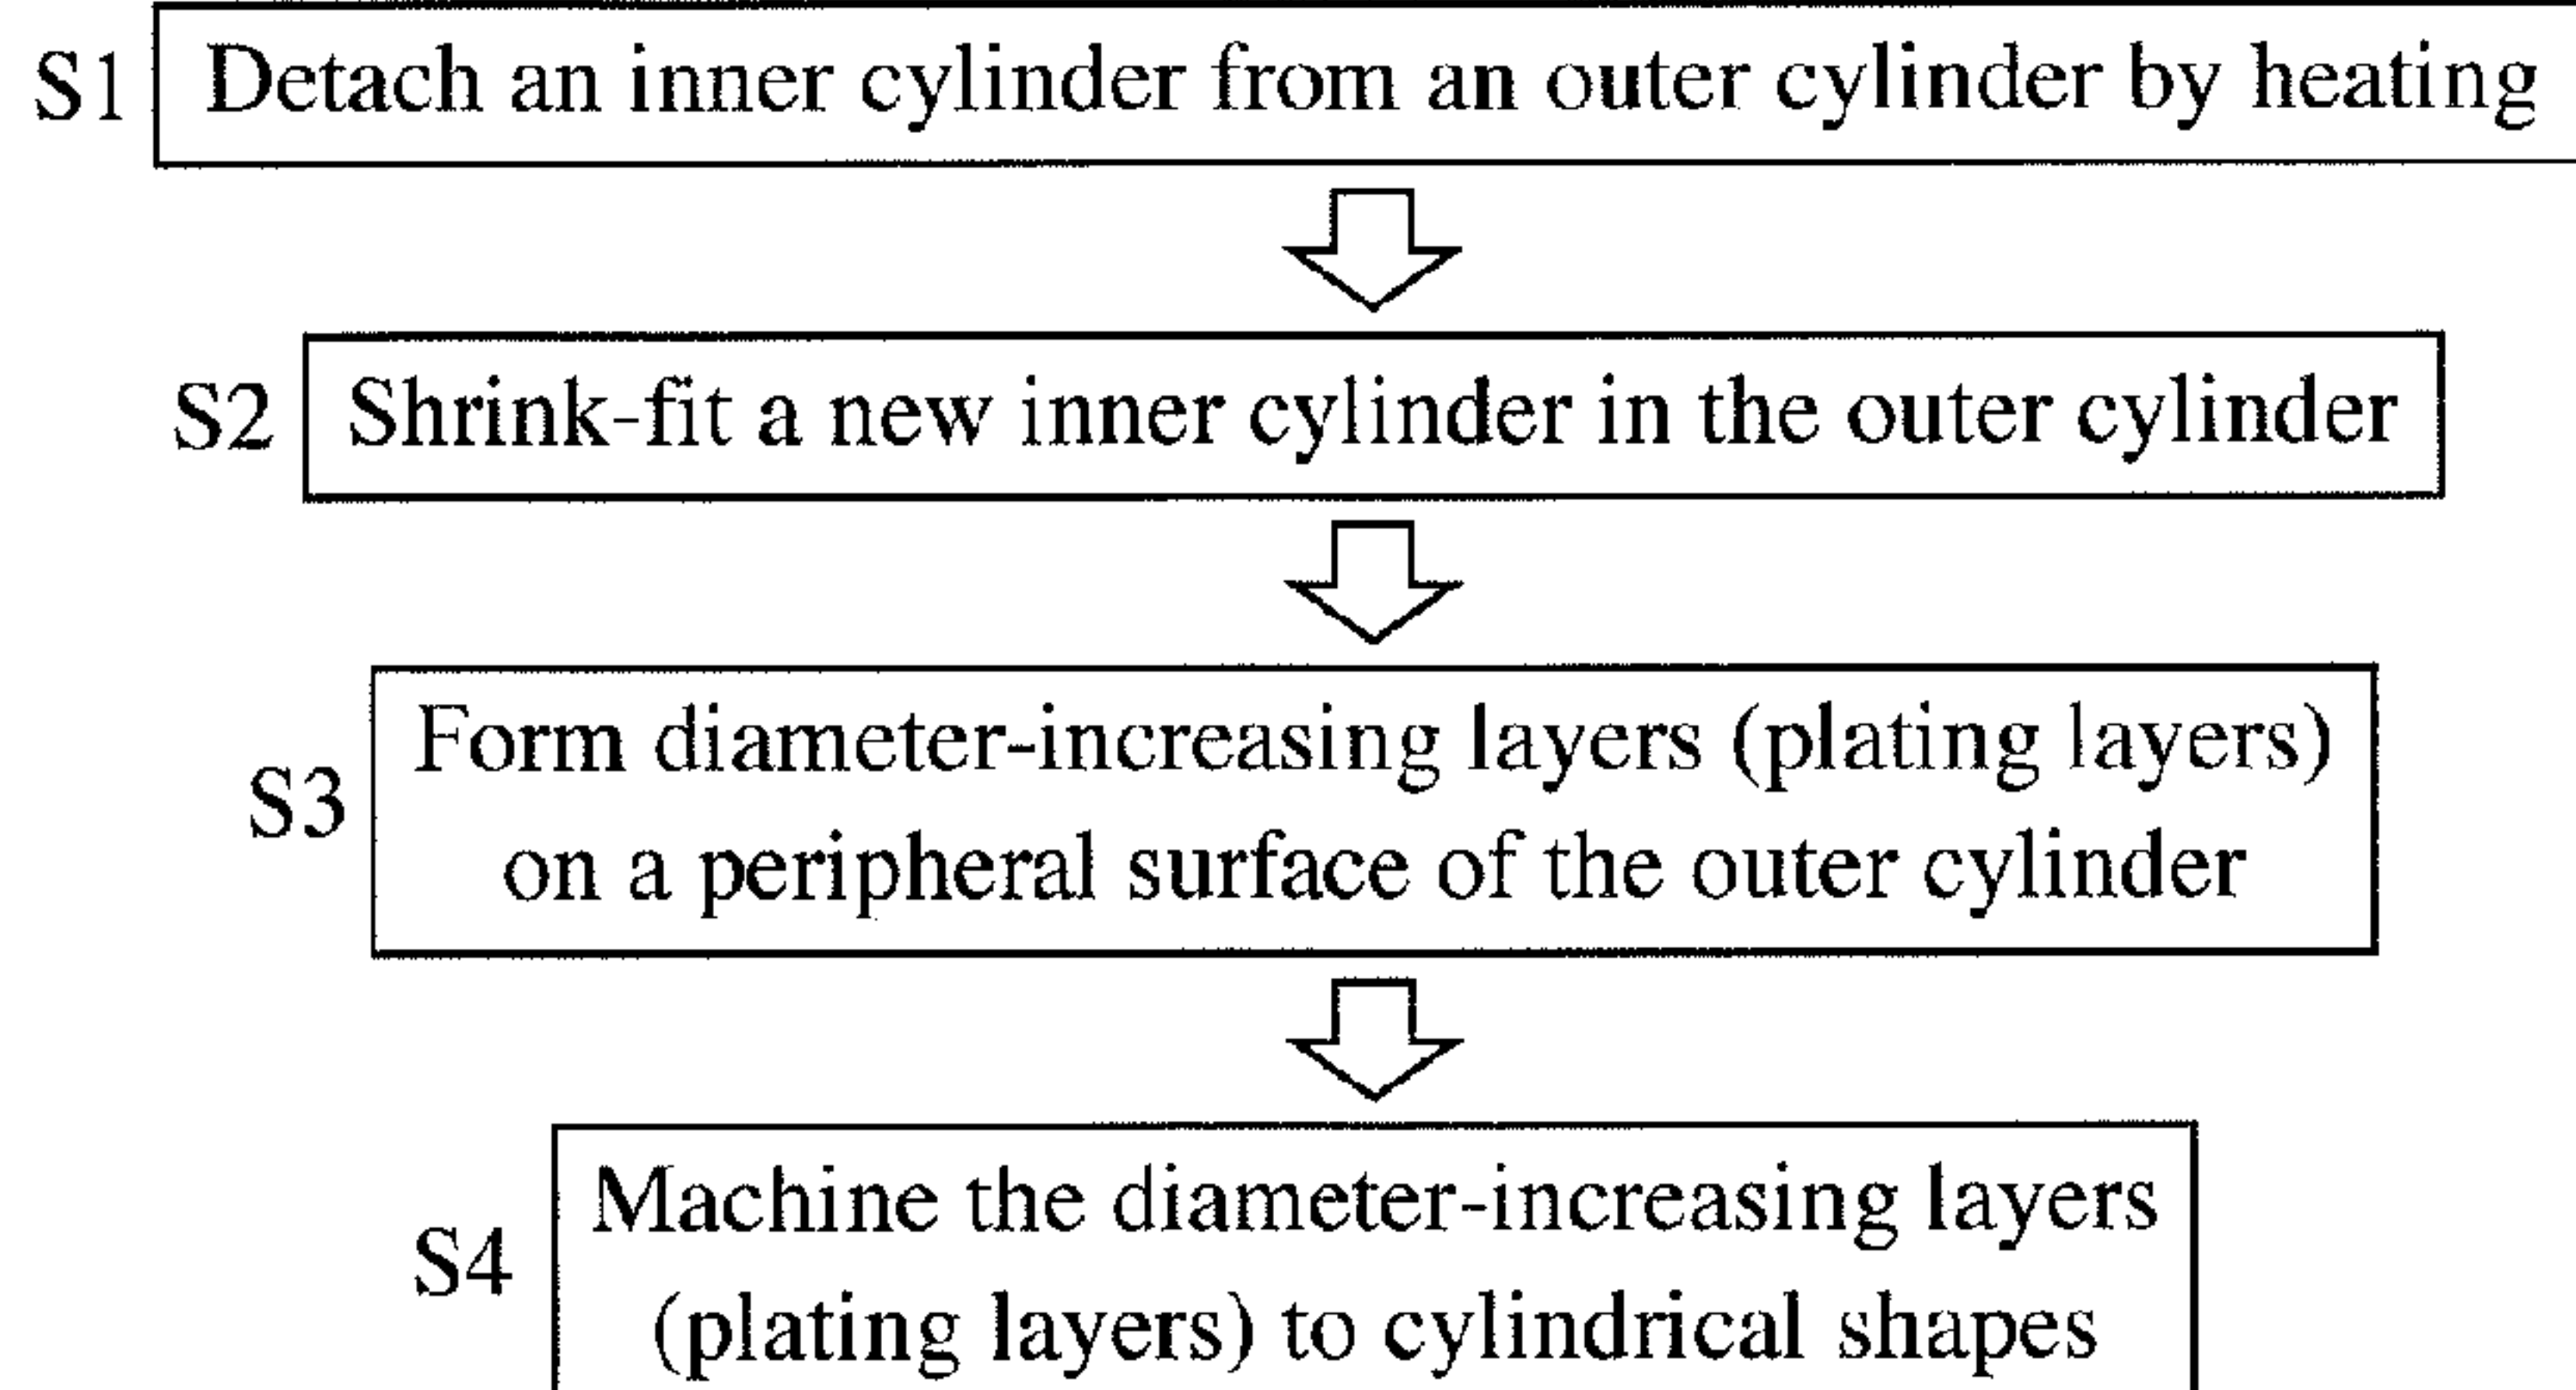 S1 Detach an inner cylinder from an outer cylinder by heating
S2 Shrink-fit a new inner cylinder in the outer cylinder
S3 Form diameter-increasing layers (plating layers)
on a peripheral surface of the outer cylinder
S4 Machine the diameter-increasing layers
(plating layers) to cylindrical shapes